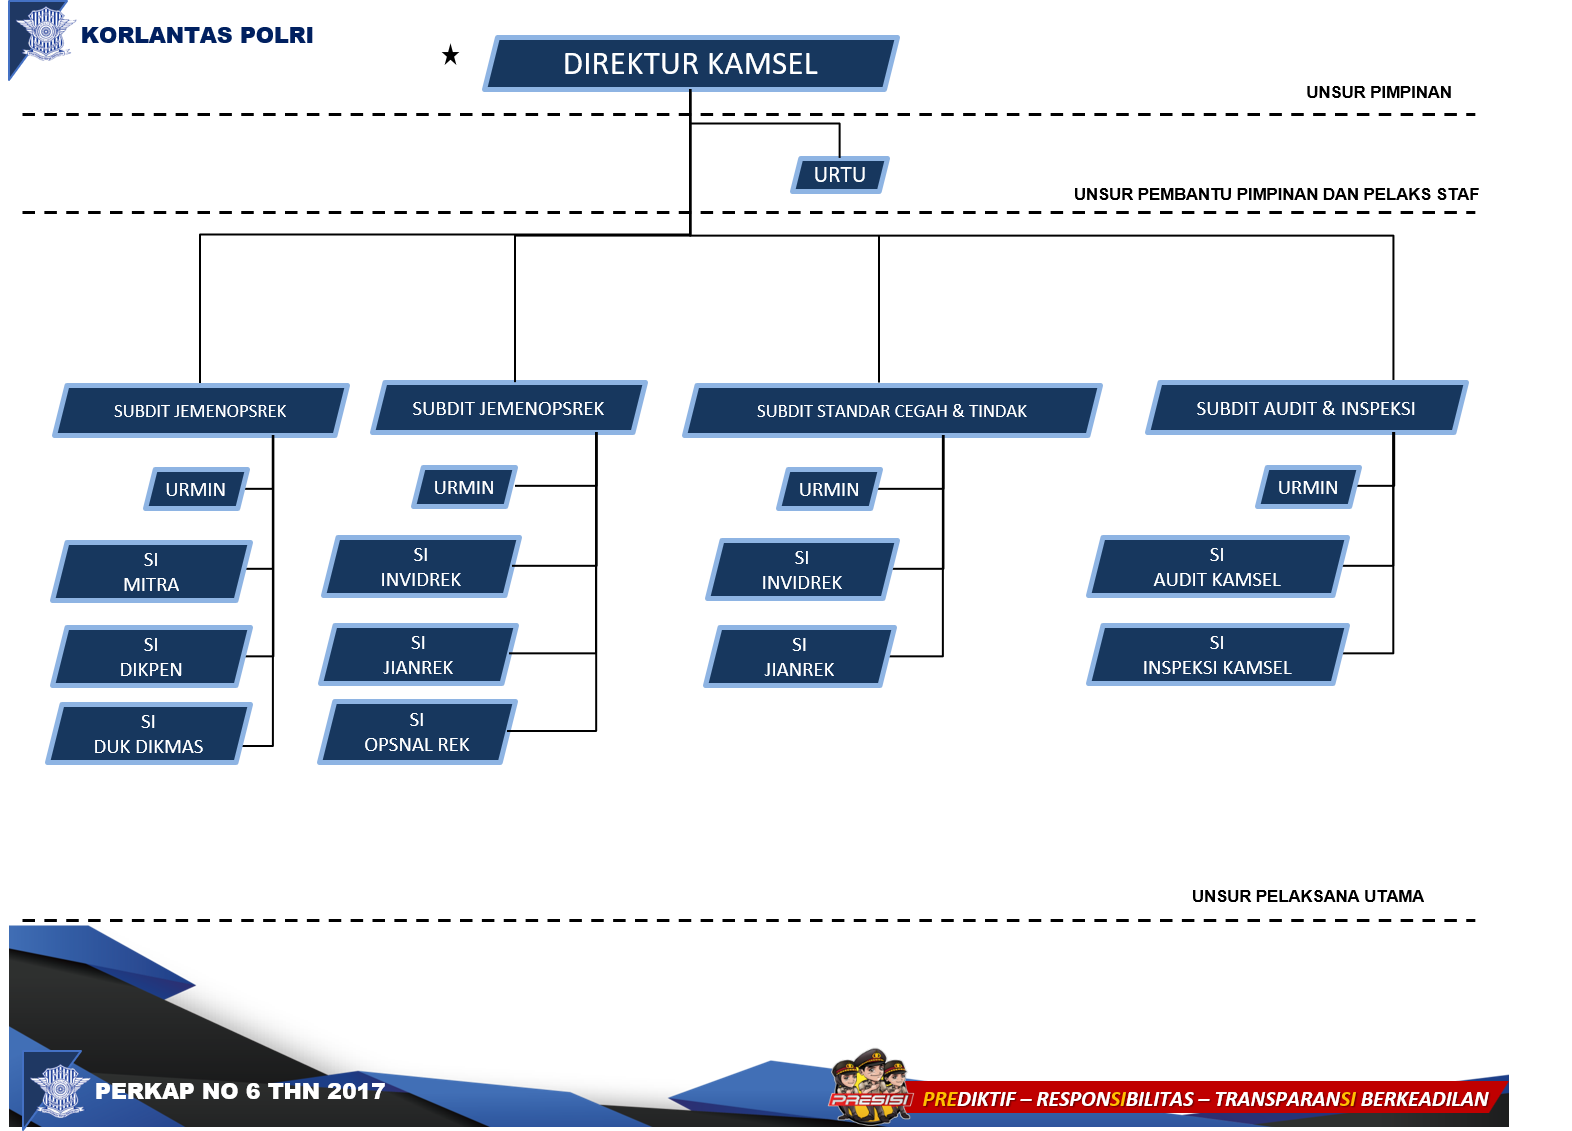 KORLANTAS POLRI
DIREKTUR KAMSEL
UNSUR PIMPINAN
URTU
UNSUR PEMBANTU PIMPINAN DAN PELAKS STAF
SUBDIT JEMENOPSREK
URMIN
SI
MITRA
SI
DIKPEN
SI
DUK DIKMAS
SUBDIT JEMENOPSREK
URMIN
SI
INVIDREK
SI
JIANREK
SI
OPSNAL REK
SUBDIT STANDAR CEGAH & TINDAK
URMIN
SI
INVIDREK
SI
JIANREK
SUBDIT AUDIT & INSPEKSI
URMIN
SI
AUDIT KAMSEL
SI
INSPEKSI KAMSEL
UNSUR PELAKSANA UTAMA
PERKAP NO 6 THN 2017
PRESISI
PREDIKTIF – RESPONSIBILITAS – TRANSPARANSI BERKEADILAN